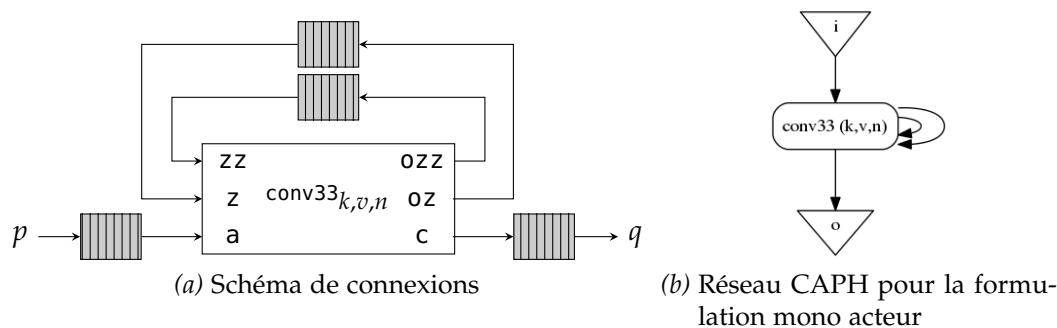 i
conv33 (k,v,n)
o
zz ozz
z conv33k,v,n oz
p a c q
(a) Schéma de connexions
(b) Réseau CAPH pour la formu-
lation mono acteur